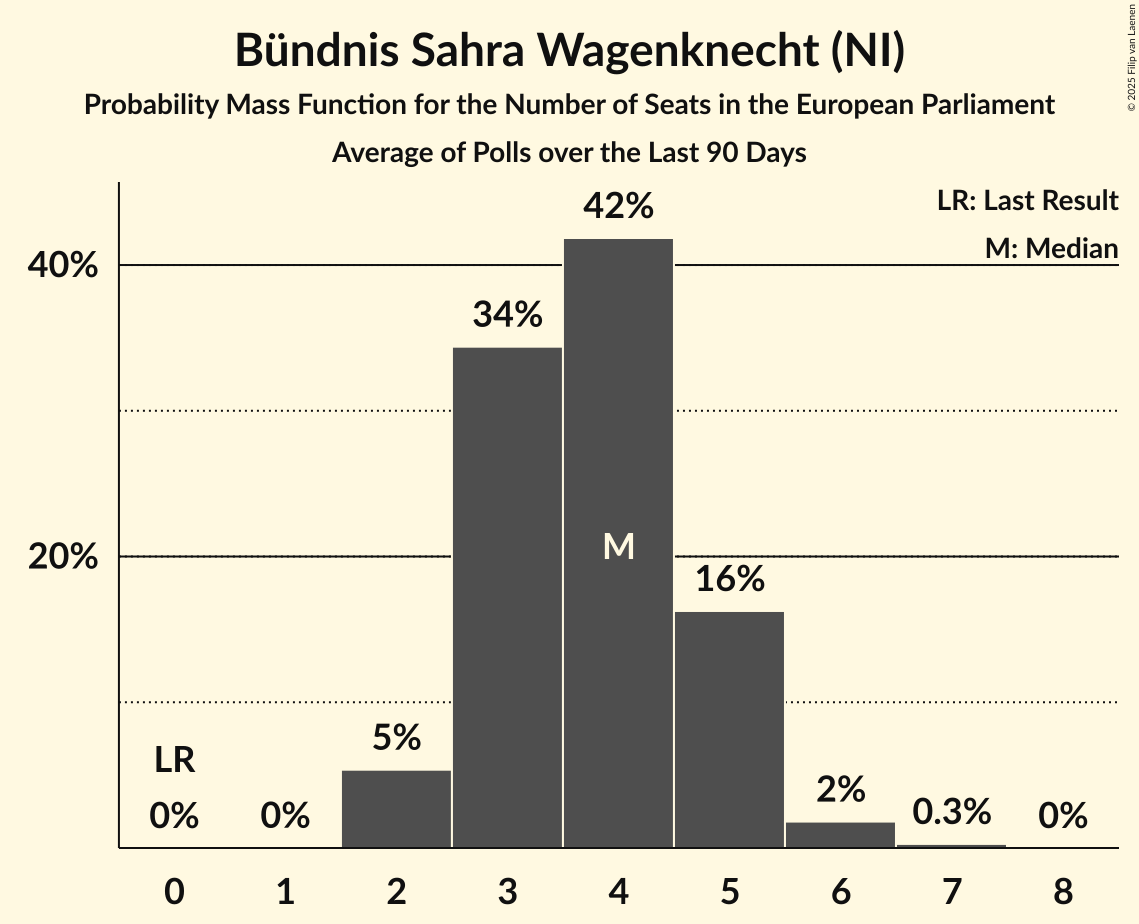 Bündnis Sahra Wagenknecht (NI)
Probability Mass Function for the Number of Seats in the European Parliament
Average of Polls over the Last 90 Days
© 2025 Filip van Laenen
LR: Last Result
M: Median
42%
40%
34%
M
20%
16%
5%
LR
0%
0%
2%
0.3%
0%
0 1 2 3 4 5 6 7 8